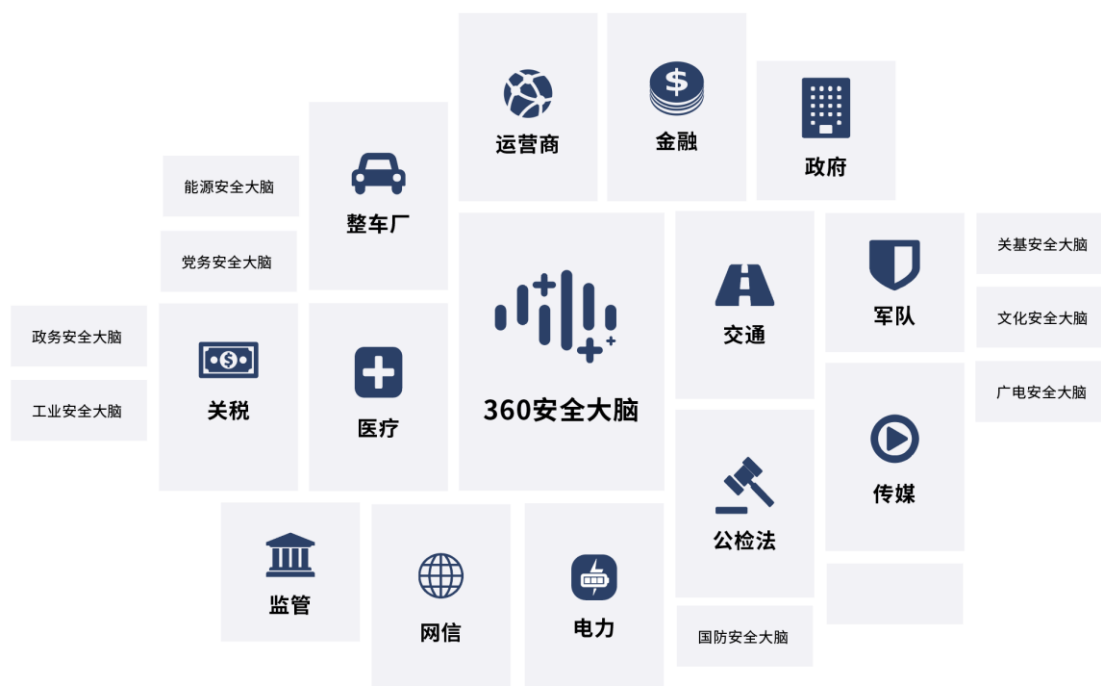 运营商
金融
政府
整车厂
能源安全大脑
党务安全大脑
政务安全大脑
工业安全大脑
关税
医疗
360安全大脑
交通
军队
关基安全大脑
文化安全大脑
广电安全大脑
公检法
传媒
监管
网信
电力
国防安全大脑